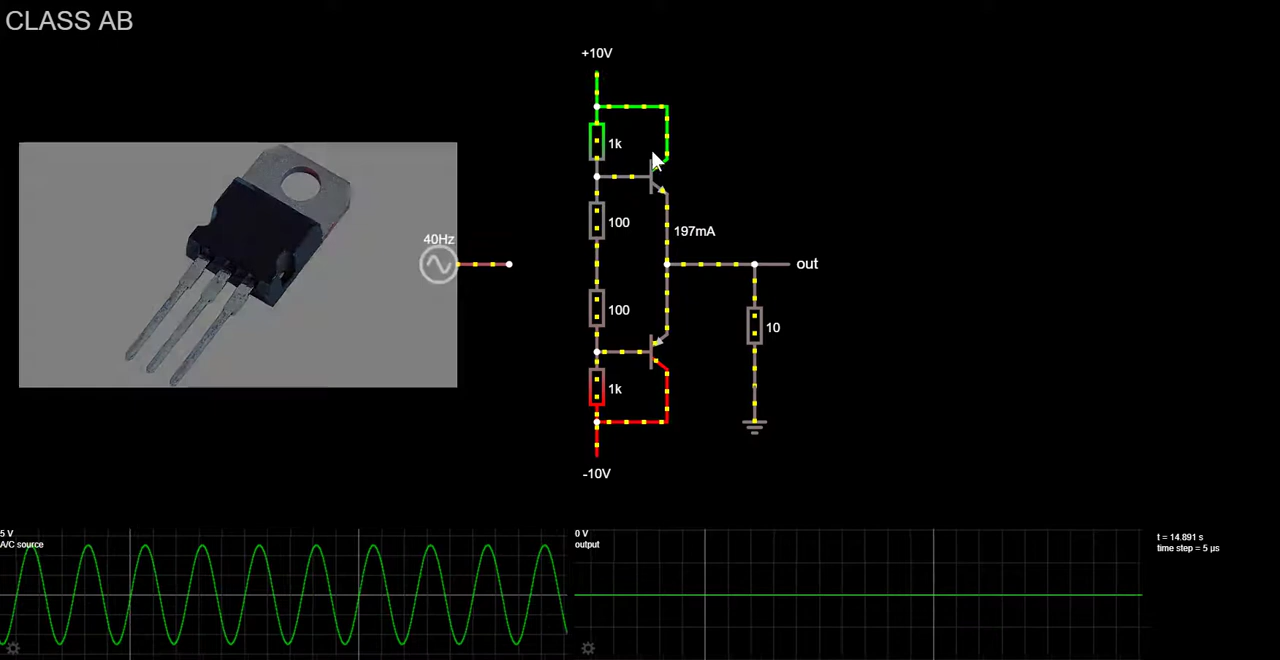 CLASS AB
+10V
1k
100
197mA
40Hz
out
100
10
1k
-10V
5 V
A/C source
0 V
output
t = 14.891 s
time step = 5 µs